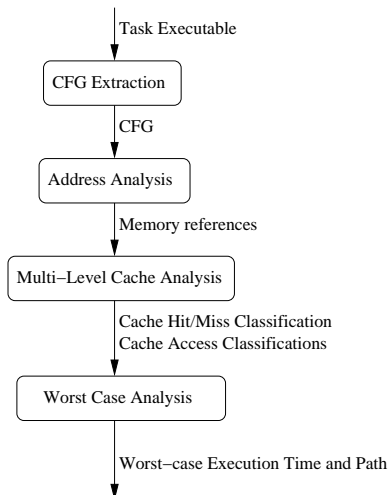 Task Executable
CFG Extraction
CFG
Address Analysis
Memory references
Multi−Level Cache Analysis
Cache Hit/Miss Classification
Cache Access Classifications
Worst Case Analysis
Worst−case Execution Time and Path